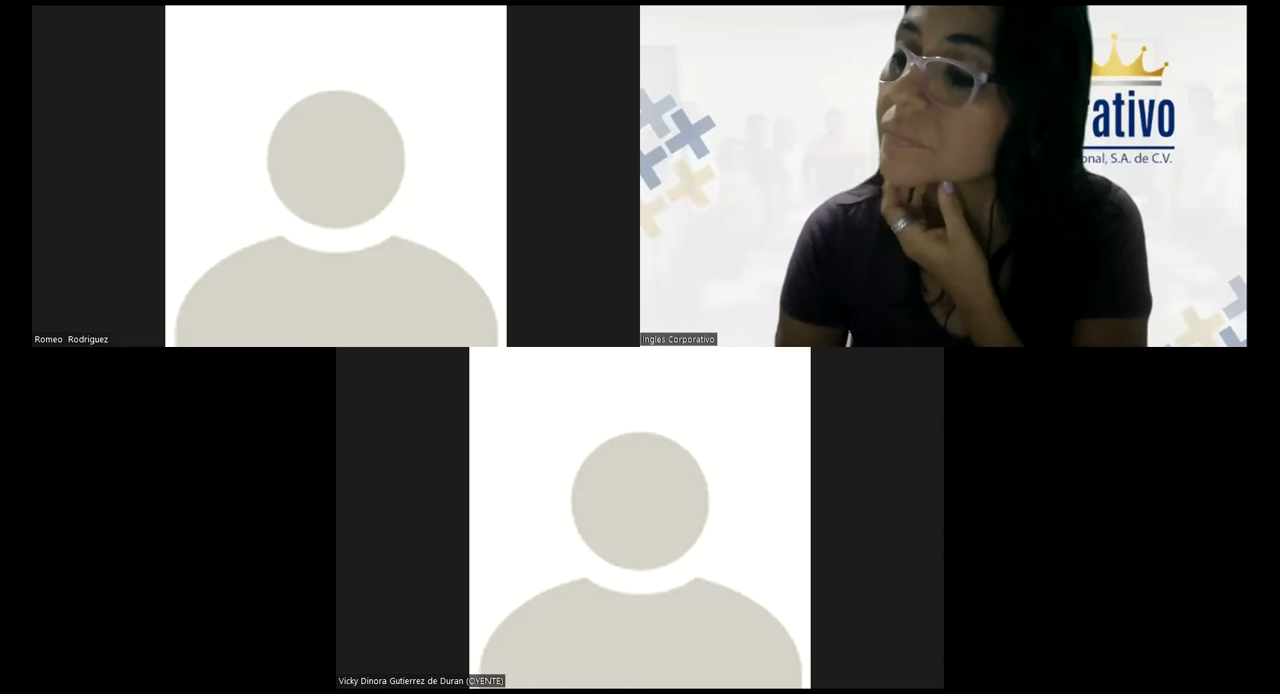 Romeo Rodriguez
rativo
onal, S.A. de C.V.
Ingles Corporativo
Vicky Dinora Gutierrez de Duran (OYENTE)